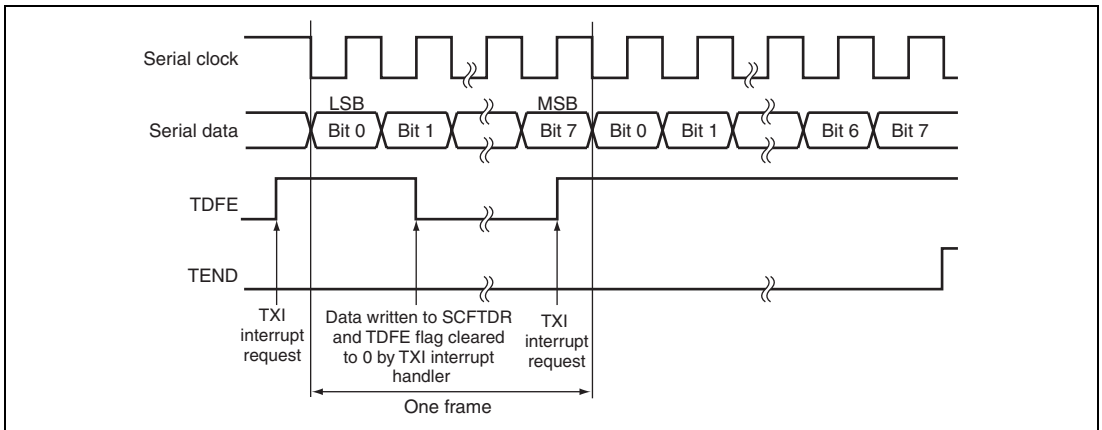 Serial clock
LSB MSB
Serial data Bit 0 Bit 1 Bit 7 Bit 0 Bit 1 Bit 6 Bit 7
TDFE
TEND
TXI
interrupt
request
Data written to SCFTDR
and TDFE flag cleared
to 0 by TXI interrupt
handler
TXI
interrupt
request
One frame